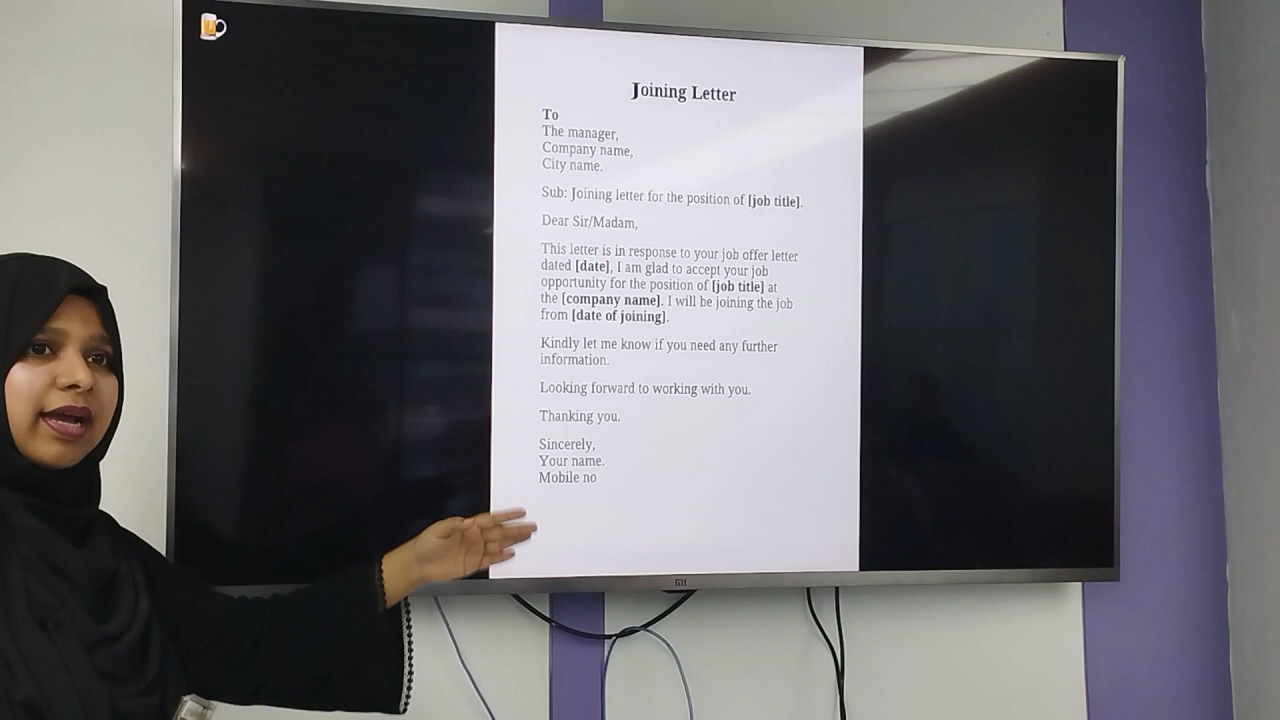 Joining Letter
To
The manager,
Company name,
City name.
Sub: Joining letter for the position of [job title].
Dear Sir/Madam,
This letter is in response to your job offer letter
dated [date], I am glad to accept your job
opportunity for the position of [job title] at
the [company name]. I will be joining the job
from [date of joining].
Kindly let me know if you need any further
information.
Looking forward to working with you.
Thanking you.
Sincerely,
Your name.
Mobile no
mi